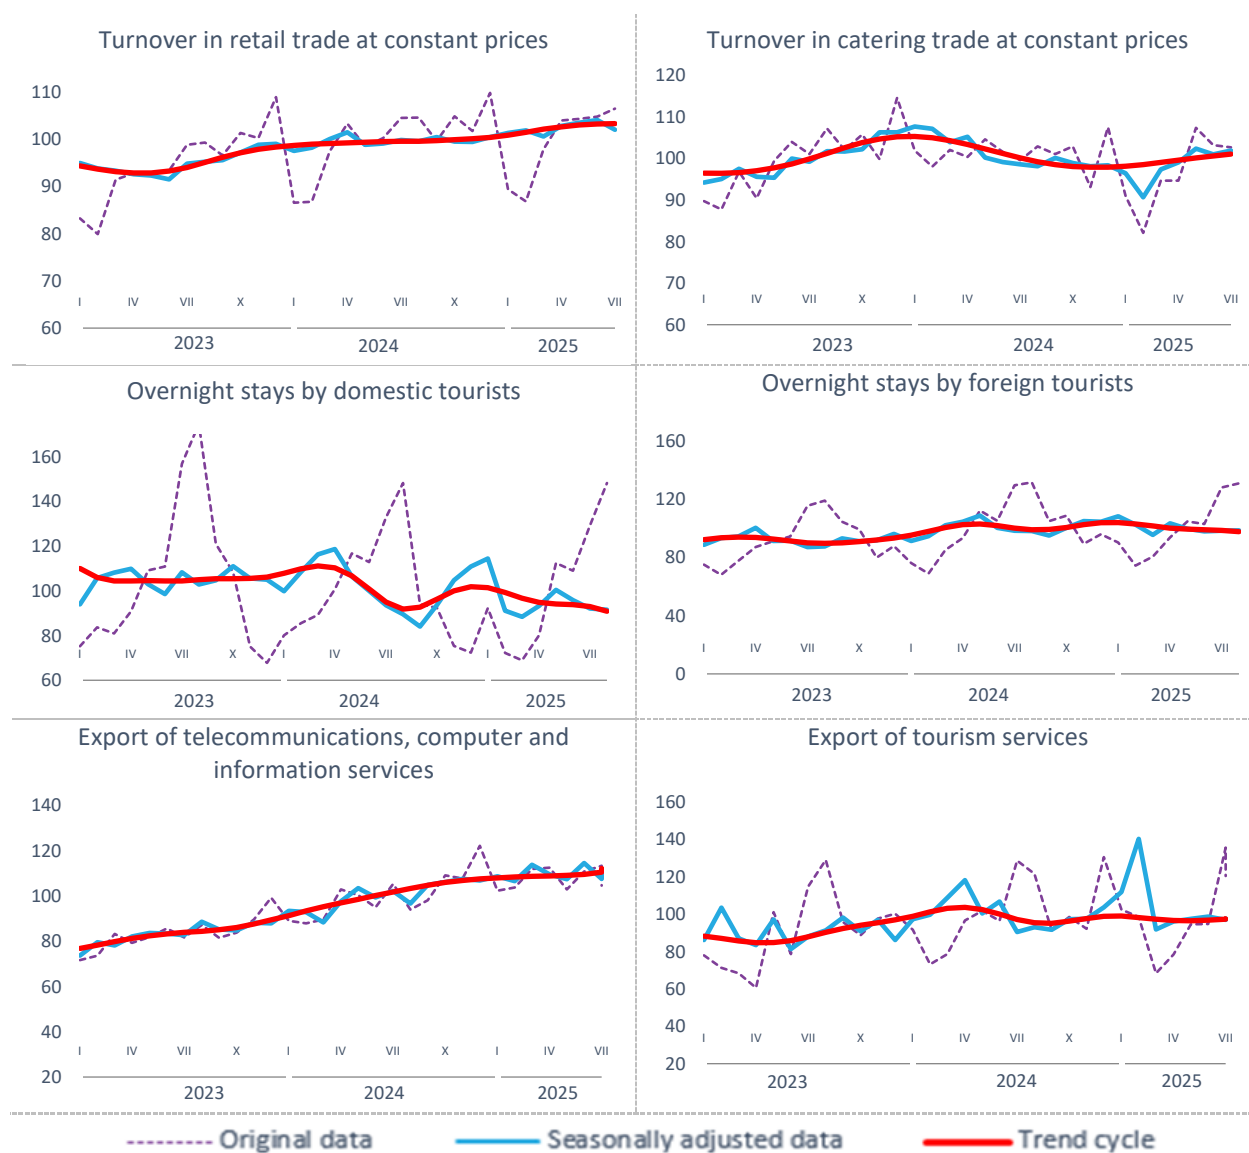 Turnover in retail trade at constant prices
110
100
90
80
70
60
I IV VII X I IV VII X I IV VII
2023 2024 2025
Turnover in catering trade at constant prices
120
110
100
90
80
70
60
I IV VII X I IV VII X I IV VII
2023 2024 2025
Overnight stays by domestic tourists
160
140
120
100
80
60
I IV VII X I IV VII X I IV VII
2023 2024 2025
Overnight stays by foreign tourists
160
120
80
40
0
I IV VII X I IV VII X I IV VII
2023 2024 2025
Export of telecommunications, computer and
information services
140
120
100
80
60
40
20
I IV VII X I IV VII X I IV VII
2023 2024 2025
Export of tourism services
160
140
120
100
80
60
40
20
I IV VII X I IV VII X I IV VII
2023 2024 2025
Original data Seasonally adjusted data Trend cycle